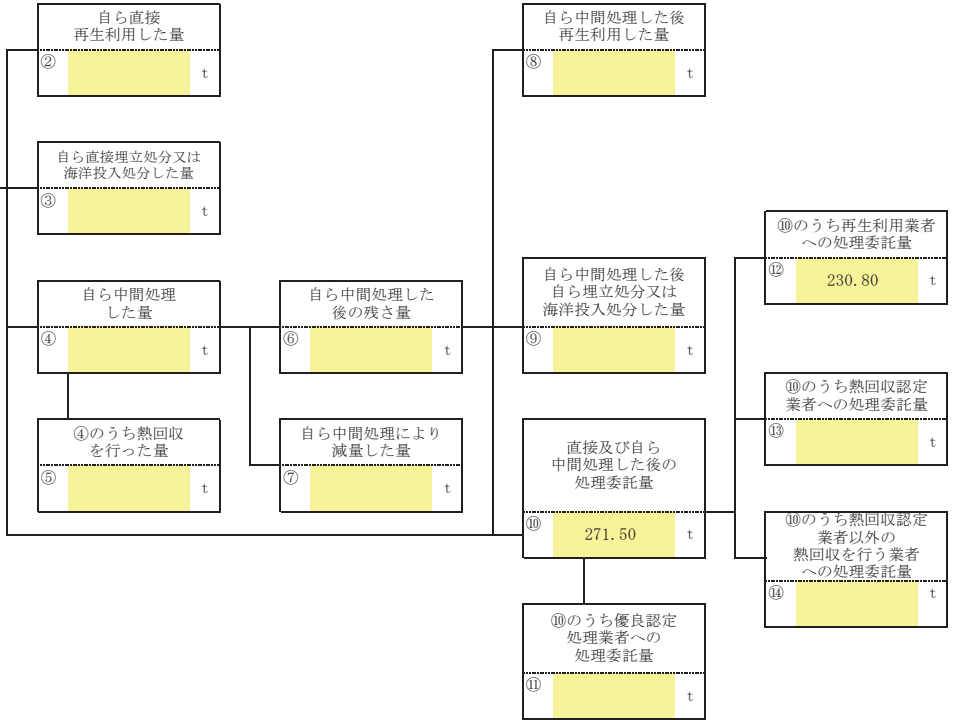 自ら直接
再生利用した量
②
t
自ら直接埋立処分又は
海洋投入処分した量
③
t
自ら中間処理
した量
④
t
④のうち熱回収
を行った量
⑤
t
自ら中間処理した
後の残さ量
⑥
t
自ら中間処理により
減量した量
⑦
t
自ら中間処理した後
再生利用した量
⑧
t
自ら中間処理した後
自ら埋立処分又は
海洋投入処分した量
⑨
t
直接及び自ら
中間処理した後の
処理委託量
⑩ 271.50 t
⑩のうち優良認定
処理業者への
処理委託量
⑪
t
⑩のうち再生利用業者
への処理委託量
⑫ 230.80 t
⑩のうち熱回収認定
業者への処理委託量
⑬
t
⑩のうち熱回収認定
業者以外の
熱回収を行う業者
への処理委託量
⑭
t